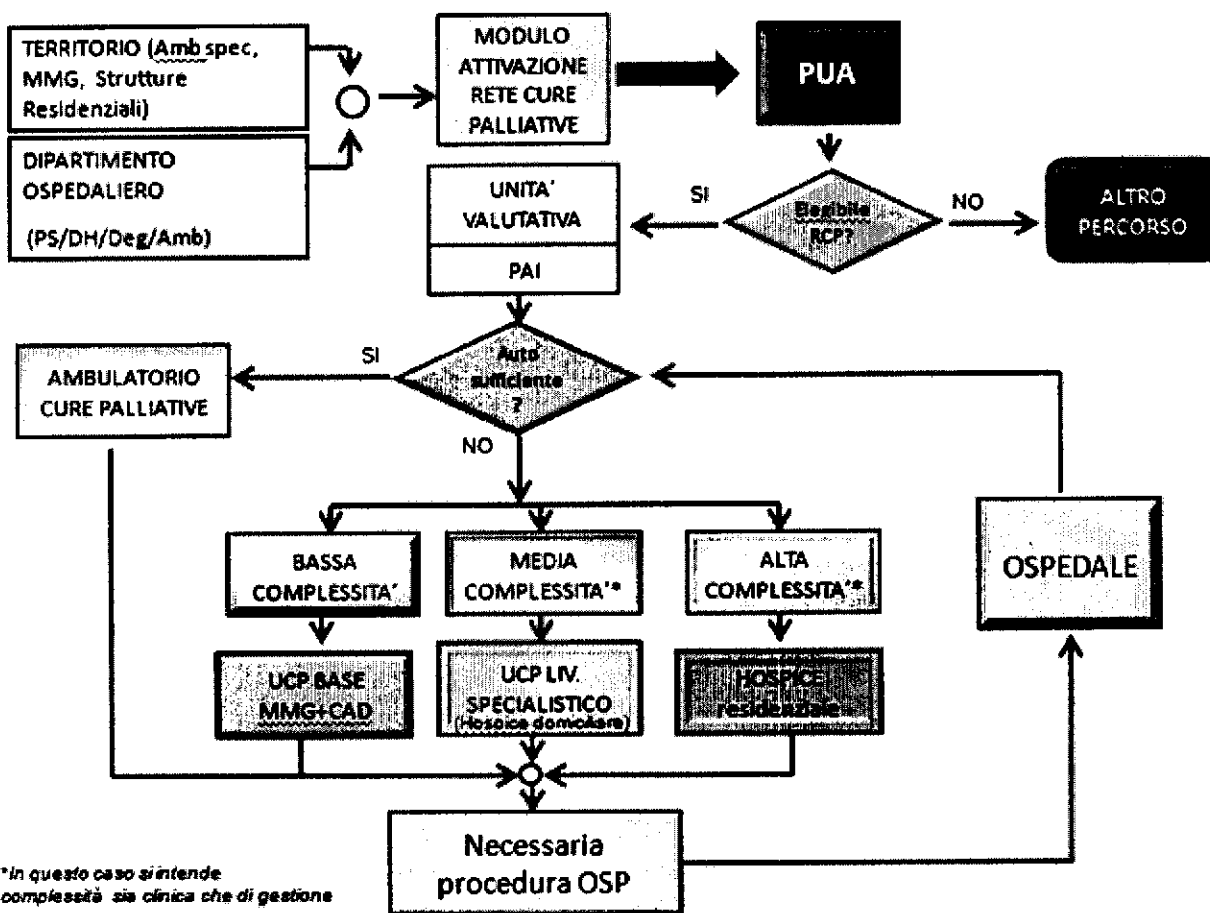 TERRITORIO (Amb spec,
MMG, Strutture
Residenziali)
DIPARTIMENTO
OSPEDALIERO
(PS/DH/Deg/Amb)
MODULO
ATTIVAZIONE
RETE CURE
PALLIATIVE
PUA
UNITA'
VALUTATIVA
PAI
SI
Elegibile
RCP?
NO
ALTRO
PERCORSO
AMBULATORIO
CURE PALLIATIVE
SI
Auto
sufficiente
?
NO
BASSA
COMPLESSITA'
MEDIA
COMPLESSITA'*
ALTA
COMPLESSITA'*
OSPEDALE
UCP BASE
MMG+CAD
UCP LIV.
SPECIALISTICO
(Hospice domiciliare)
HOSPICE
residenziale
Necessaria
procedura OSP
*In questo caso si intende
complessità sia clinica che di gestione